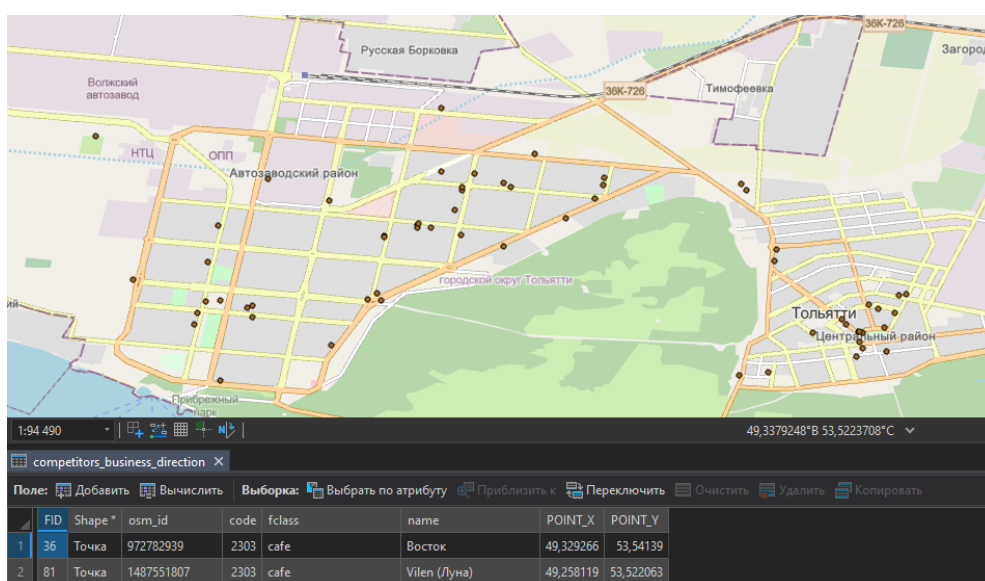 36К-726
Русская Борковка
Загород
Волжский
автозавод
36К-726
Тимофеевка
НТЦ
ОПП
Автозаводский район
городской округ Тольятти
Тольятти
Центральный район
ий
Прибрежный
парк
1:94 490
49,3379248°В 53,5223708°С
competitors_business_direction
Поле: Добавить Вычислить Выборка: Выбрать по атрибуту Приблизить к Переключить Очистить Удалить Копировать
FID Shape * osm_id code fclass name POINT_X POINT_Y
1 36 Точка 972782939 2303 cafe Восток 49,329266 53,54139
2 81 Точка 1487551807 2303 cafe Vilen (Луна) 49,258119 53,522063